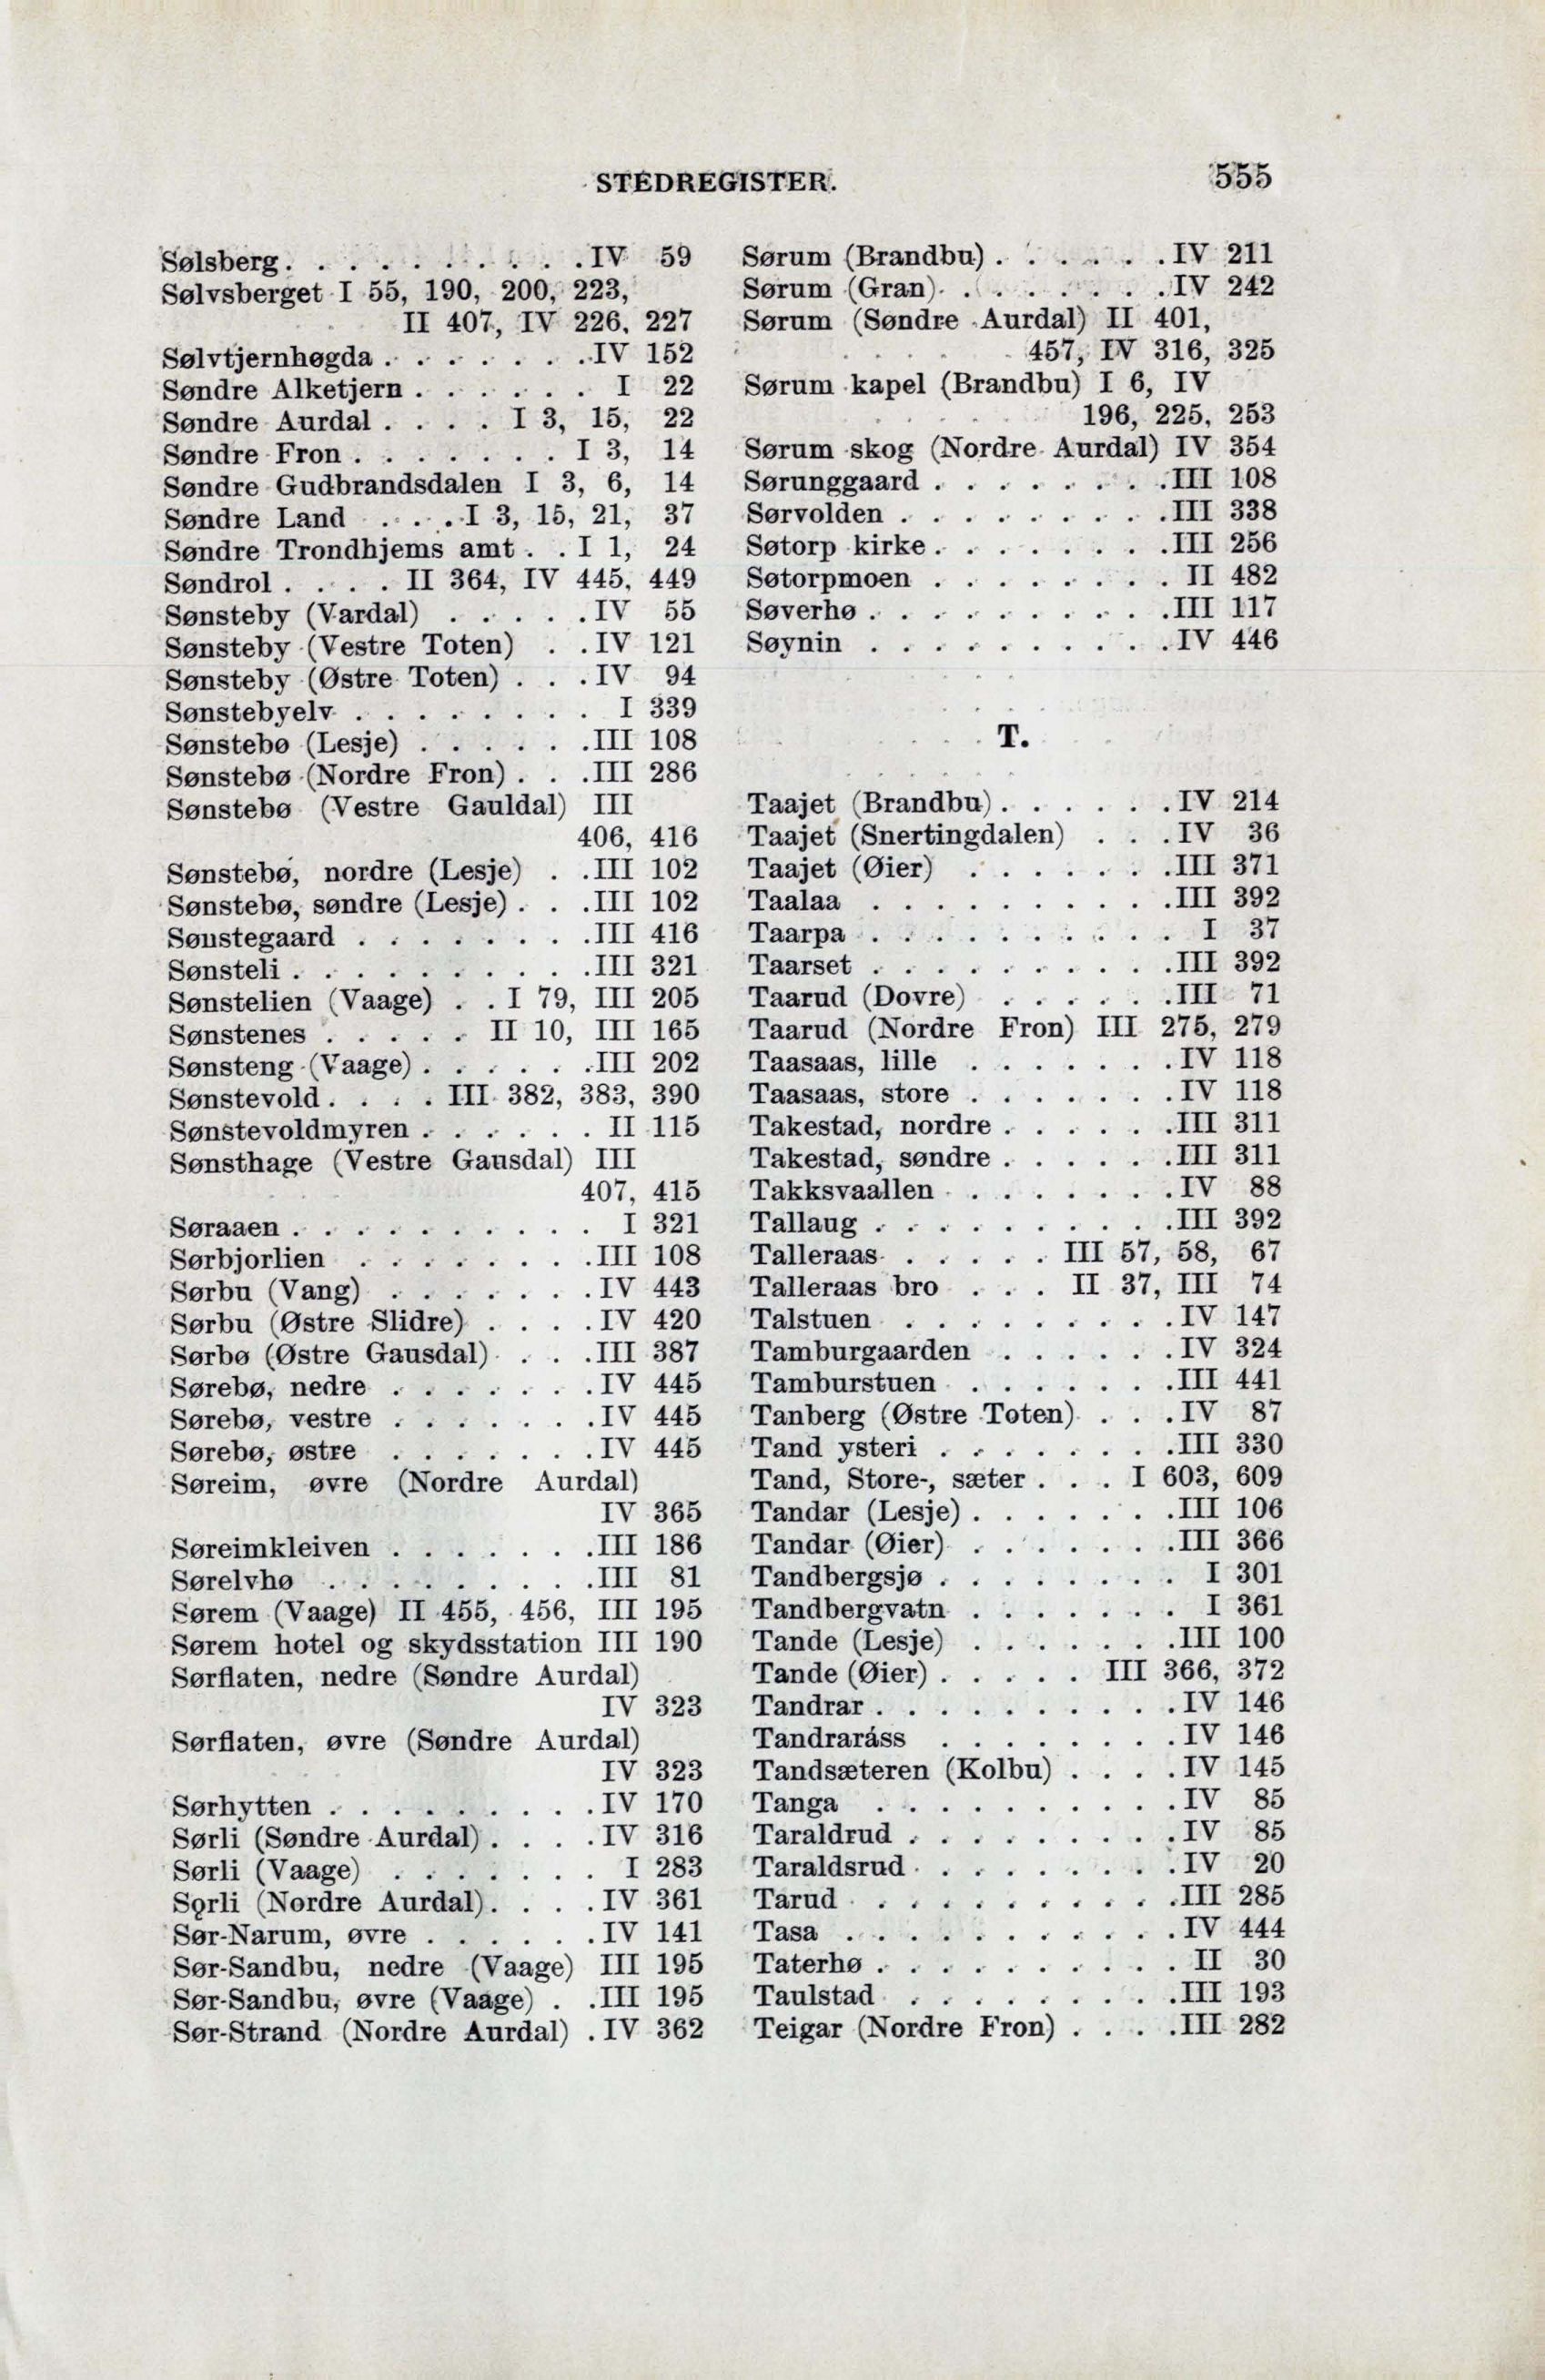 STEDREGISTER. 555
Sølsberg. . . . . . . . . . IV 59
Sølvsberget I 55, 190, 200, 223,
II 407, IV 226, 227
Sølvtjernhøgda . . . . . . . IV 152
Søndre Alketjern . . . . . . I 22
Søndre Aurdal . . . . I 3, 15, 22
Søndre Fron . . . . . . . I 3, 14
Søndre Gudbrandsdalen I 3, 6, 14
Søndre Land . . . . I 3, 15, 21, 37
Søndre Trondhjems amt . . I 1, 24
Søndrol . . . . II 364, IV 445, 449
Sønsteby (Vardal) . . . . . IV 55
Sønsteby (Vestre Toten) . . IV 121
Sønsteby (Østre Toten) . . . IV 94
Sønstebyelv . . . . . . . . I 339
Sønstebø (Lesje) . . . . . . III 108
Sønstebø (Nordre Fron) . . . III 286
Sønstebø (Vestre Gauldal) III
406, 416
Sønstebø, nordre (Lesje) . . III 102
Sønstebø, søndre (Lesje) . . . III 102
Sønstegaard . . . . . . . . III 416
Sønsteli . . . . . . . . . . III 321
Sønstelien (Vaage) . . I 79, III 205
Sønstenes . . . . . II 10, III 165
Sønsteng (Vaage) . . . . . . III 202
Sønstevold . . . . III 382, 383, 390
Sønstevoldmyren . . . . . . II 115
Sønsthage (Vestre Gausdal) III
407, 415
Søraaen . . . . . . . . . . I 321
Sørbjorlien . . . . . . . . III 108
Sørbu (Vang) . . . . . . . IV 443
Sørbu (Østre Slidre) . . . . IV 420
Sørbø (Østre Gausdal) . . . . III 387
Sørebø, nedre . . . . . . . IV 445
Sørebø, vestre . . . . . . . IV 445
Sørebø, østre . . . . . . . IV 445
Søreim, øvre (Nordre Aurdal)
IV 365
Søreimkleiven . . . . . . . III 186
Sørelvhø . . . . . . . . . III 81
Sørem (Vaage) II 455, 456, III 195
Sørem hotel og skydsstation III 190
Sørflaten, nedre (Søndre Aurdal)
IV 323
Sørflaten, øvre (Søndre Aurdal)
IV 323
Sørhytten . . . . . . . . . IV 170
Sørli (Søndre Aurdal) . . . . IV 316
Sørli (Vaage) . . . . . . . I 283
Sørli (Nordre Aurdal) . . . . IV 361
Sør-Narum, øvre . . . . . . IV 141
Sør-Sandbu, nedre (Vaage) III 195
Sør-Sandbu, øvre (Vaage) . . III 195
Sør-Strand (Nordre Aurdal) . IV 362
Sørum (Brandbu) . . . . . . IV 211
Sørum (Gran) . . . . . . . IV 242
Sørum (Søndre Aurdal) II 401,
457, IV 316, 325
Sørum kapel (Brandbu) I 6, IV
196, 225, 253
Sørum skog (Nordre Aurdal) IV 354
Sørunggaard . . . . . . . . III 108
Sørvolden . . . . . . . . . III 338
Søtorp kirke . . . . . . . . III 256
Søtorpmoen . . . . . . . . II 482
Søverhø . . . . . . . . . . III 117
Søynin . . . . . . . . . . IV 446
T.
Taajet (Brandbu) . . . . . . IV 214
Taajet (Snertingdalen) . . . IV 36
Taajet (Øier) . . . . . . . III 371
Taalaa . . . . . . . . . . III 392
Taarpa . . . . . . . . . . I 37
Taarset . . . . . . . . . . III 392
Taarud (Dovre) . . . . . . III 71
Taarud (Nordre Fron) III 275, 279
Taasaas, lille . . . . . . . IV 118
Taasaas, store . . . . . . . IV 118
Takestad, nordre . . . . . . III 311
Takestad, søndre . . . . . . III 311
Takksvaallen . . . . . . . IV 88
Tallaug . . . . . . . . . . III 392
Talleraas . . . . . III 57, 58, 67
Talleraas bro . . . II 37, III 74
Talstuen . . . . . . . . . IV 147
Tamburgaarden . . . . . . IV 324
Tamburstuen . . . . . . . III 441
Tanberg (Østre Toten) . . . IV 87
Tand ysteri . . . . . . . . III 330
Tand, Store-, sæter . . . I 603, 609
Tandar (Lesje) . . . . . . . III 106
Tandar (Øier) . . . . . . . III 366
Tandbergsjø . . . . . . . . I 301
Tandbergvatn . . . . . . . I 361
Tande (Lesje) . . . . . . . III 100
Tande (Øier) . . . . . III 366, 372
Tandrar . . . . . . . . . . IV 146
Tandraråss . . . . . . . . IV 146
Tandsæteren (Kolbu) . . . . IV 145
Tanga . . . . . . . . . . IV 85
Taraldrud . . . . . . . . . IV 85
Taraldsrud . . . . . . . . . IV 20
Tarud . . . . . . . . . . . III 285
Tasa . . . . . . . . . . . IV 444
Taterhø . . . . . . . . . . II 30
Taulstad . . . . . . . . . III 193
Teigar (Nordre Fron) . . . . III 282